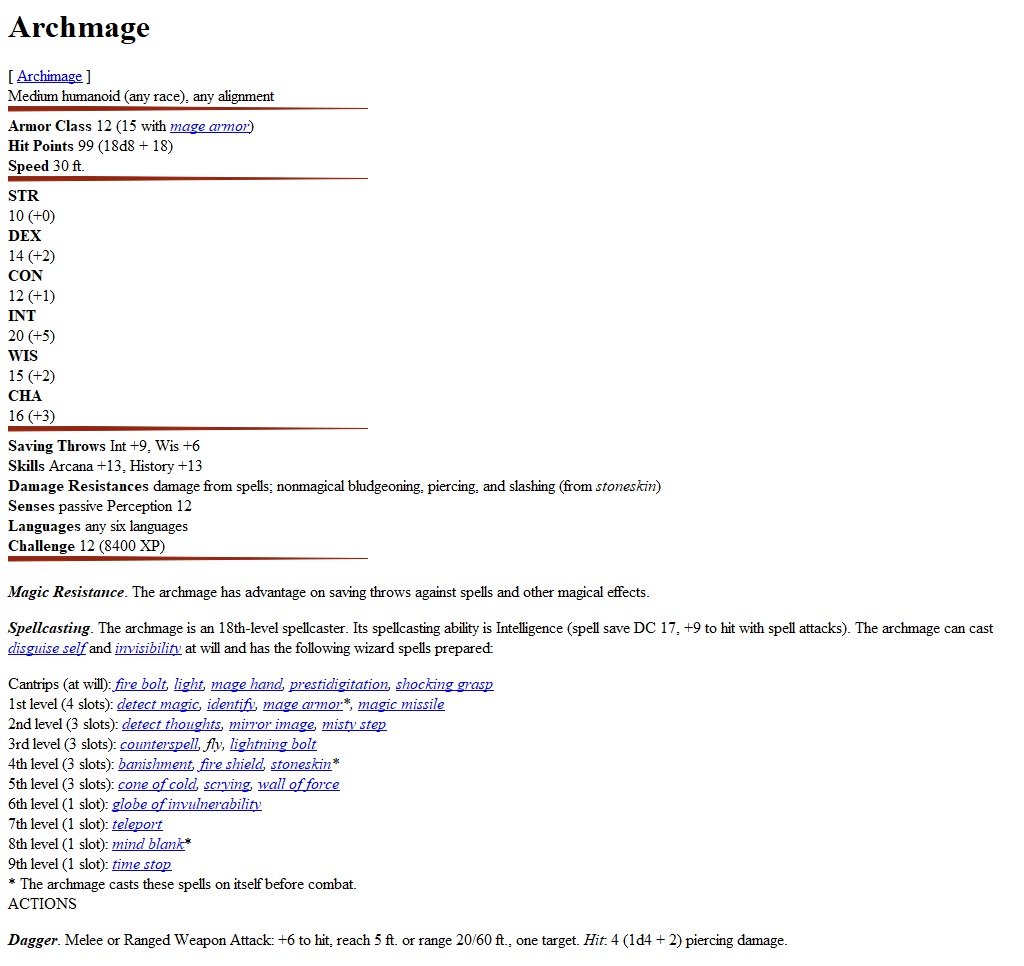 Archmage
[ Archimage ]
Medium humanoid (any race), any alignment
Armor Class 12 (15 with mage armor)
Hit Points 99 (18d8 + 18)
Speed 30 ft.
STR
10 (+0)
DEX
14 (+2)
CON
12 (+1)
INT
20 (+5)
WIS
15 (+2)
CHA
16 (+3)
Saving Throws Int +9, Wis +6
Skills Arcana +13, History +13
Damage Resistances damage from spells; nonmagical bludgeoning, piercing, and slashing (from stoneskin)
Senses passive Perception 12
Languages any six languages
Challenge 12 (8400 XP)
Magic Resistance. The archmage has advantage on saving throws against spells and other magical effects.
Spellcasting. The archmage is an 18th-level spellcaster. Its spellcasting ability is Intelligence (spell save DC 17, +9 to hit with spell attacks). The archmage can cast
disguise self and invisibility at will and has the following wizard spells prepared:
Cantrips (at will): fire bolt, light, mage hand, prestidigitation, shocking grasp
1st level (4 slots): detect magic, identify, mage armor*, magic missile
2nd level (3 slots): detect thoughts, mirror image, misty step
3rd level (3 slots): counterspell, fly, lightning bolt
4th level (3 slots): banishment, fire shield, stoneskin*
5th level (3 slots): cone of cold, scrying, wall of force
6th level (1 slot): globe of invulnerability
7th level (1 slot): teleport
8th level (1 slot): mind blank*
9th level (1 slot): time stop
* The archmage casts these spells on itself before combat.
ACTIONS
Dagger. Melee or Ranged Weapon Attack: +6 to hit, reach 5 ft. or range 20/60 ft., one target. Hit: 4 (1d4 + 2) piercing damage.